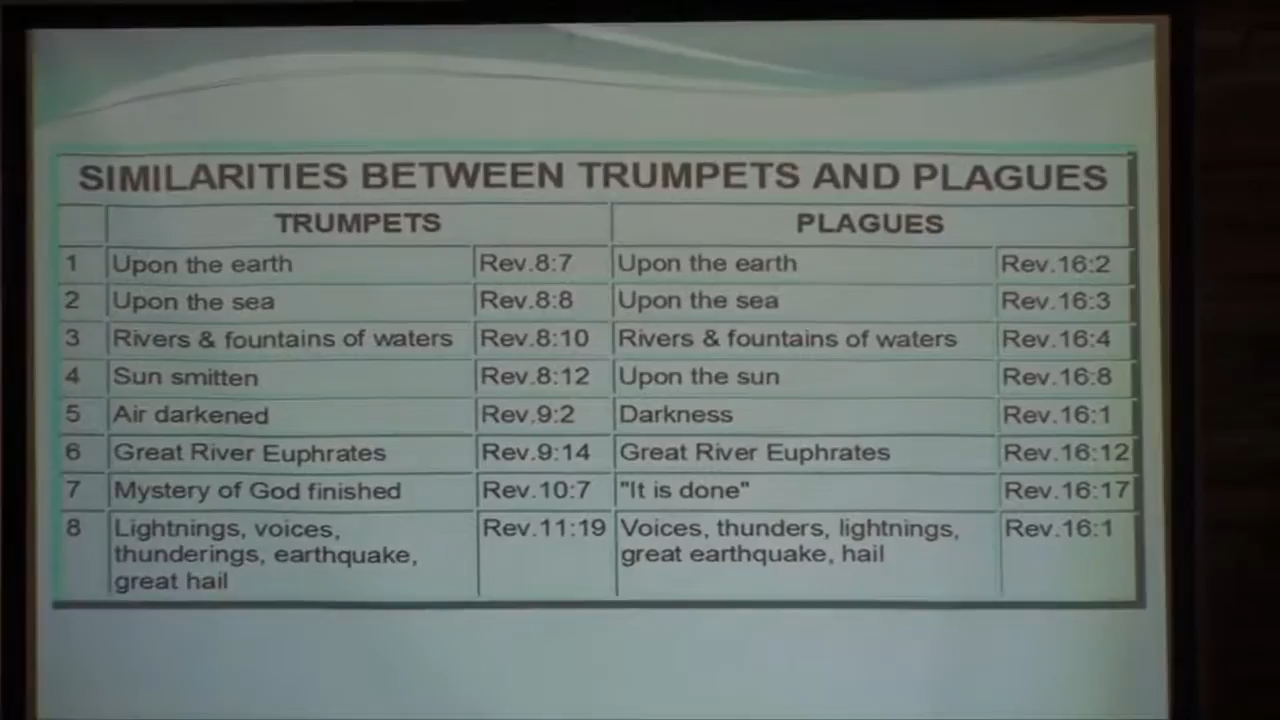 SIMILARITIES BETWEEN TRUMPETS AND PLAGUES
TRUMPETS PLAGUES
1 Upon the earth Rev.8:7 Upon the earth Rev.16:2
2 Upon the sea Rev.8:8 Upon the sea Rev.16:3
3 Rivers & fountains of waters Rev.8:10 Rivers & fountains of waters Rev.16:4
4 Sun smitten Rev.8:12 Upon the sun Rev.16:8
5 Air darkened Rev.9:2 Darkness Rev.16:1
6 Great River Euphrates Rev.9:14 Great River Euphrates Rev.16:12
7 Mystery of God finished Rev.10:7 "It is done" Rev.16:17
8 Lightnings, voices, Rev.11:19 Voices, thunders, lightnings, Rev.16:1
thunderings, earthquake, great earthquake, hail
great hail